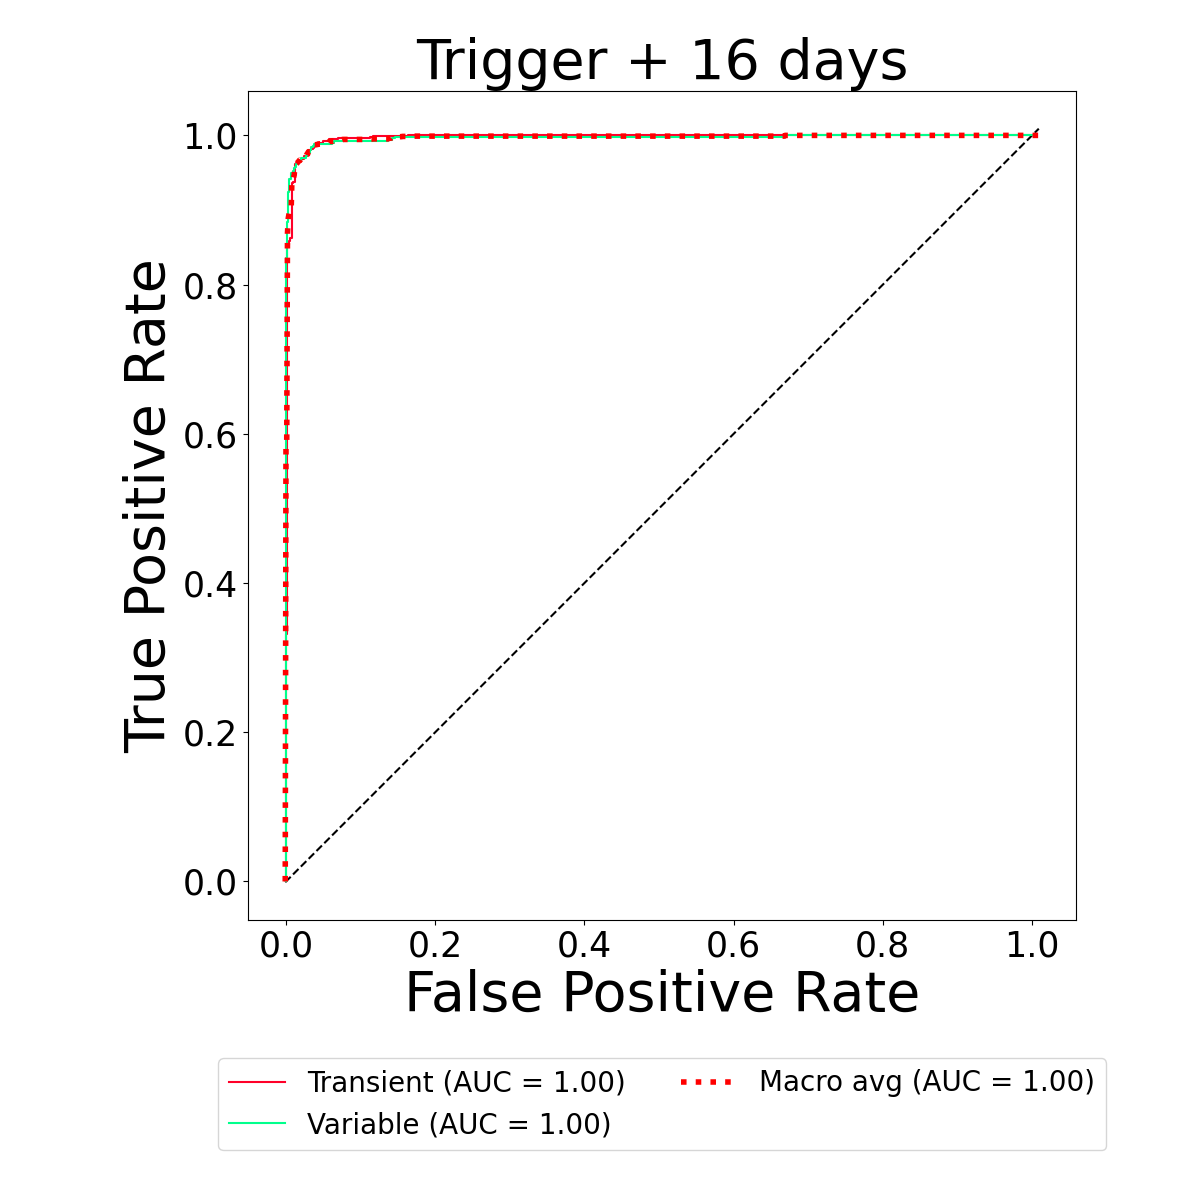 Trigger + 16 days
True Positive Rate
1.0
0.8
0.6
0.4
0.2
0.0
0.0 0.2 0.4 0.6 0.8 1.0
False Positive Rate
Transient (AUC = 1.00)
Variable (AUC = 1.00)
Macro avg (AUC = 1.00)